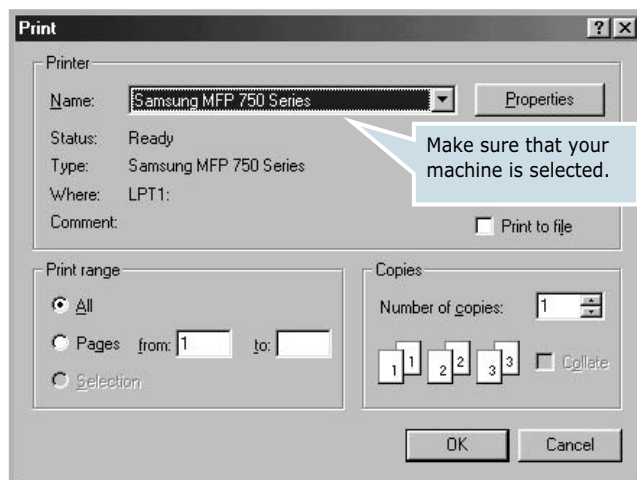 Print
Printer
Name: Samsung MFP 750 Series Properties
Status: Ready
Type: Samsung MFP 750 Series
Where: LPT1:
Comment: Print to file
Make sure that your
machine is selected.
Print range
All
Pages from: 1 to:
Selection
Copies
Number of copies: 1
1 1 2 2 3 3 Collate
OK Cancel